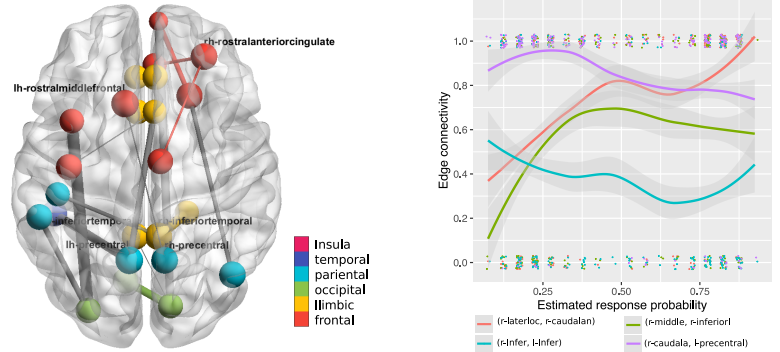 rh-rostralanteriorcingulate
lh-rostralmiddlefrontal
inferiortemporal
rh-inferiortemporal
lh-precentral
rh-precentral
Insula
temporal
pariental
occipital
llimbic
frontal
Edge connectivity
1.0
0.8
0.6
0.4
0.2
0.0
0.25
0.50
0.75
Estimated response probability
(r-laterloc, r-caudalan)
(r-middle, r-inferiorl
(r-Infer, l-Infer)
(r-caudala, l-precentral)